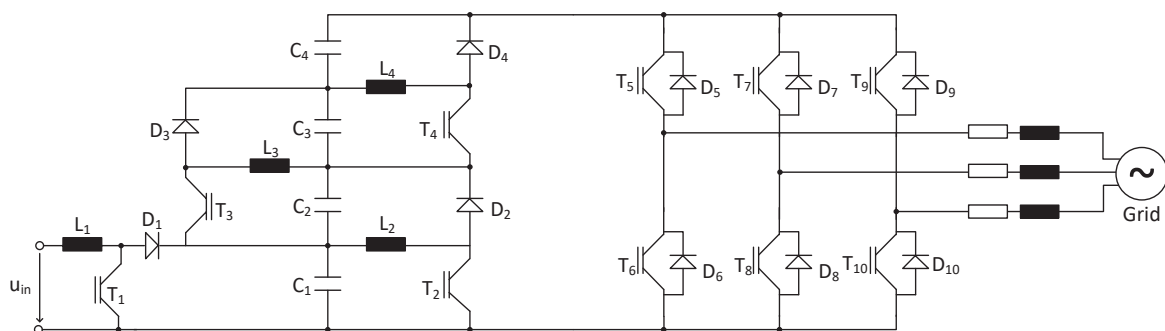 C4
D4
L4
T5
D5
T7
D7
T9
D9
D3
C3
T4
L3
T3
C2
D2
L1
D1
L2
Grid
uin
T1
C1
T2
T6
D6
T8
D8
T10
D10
~